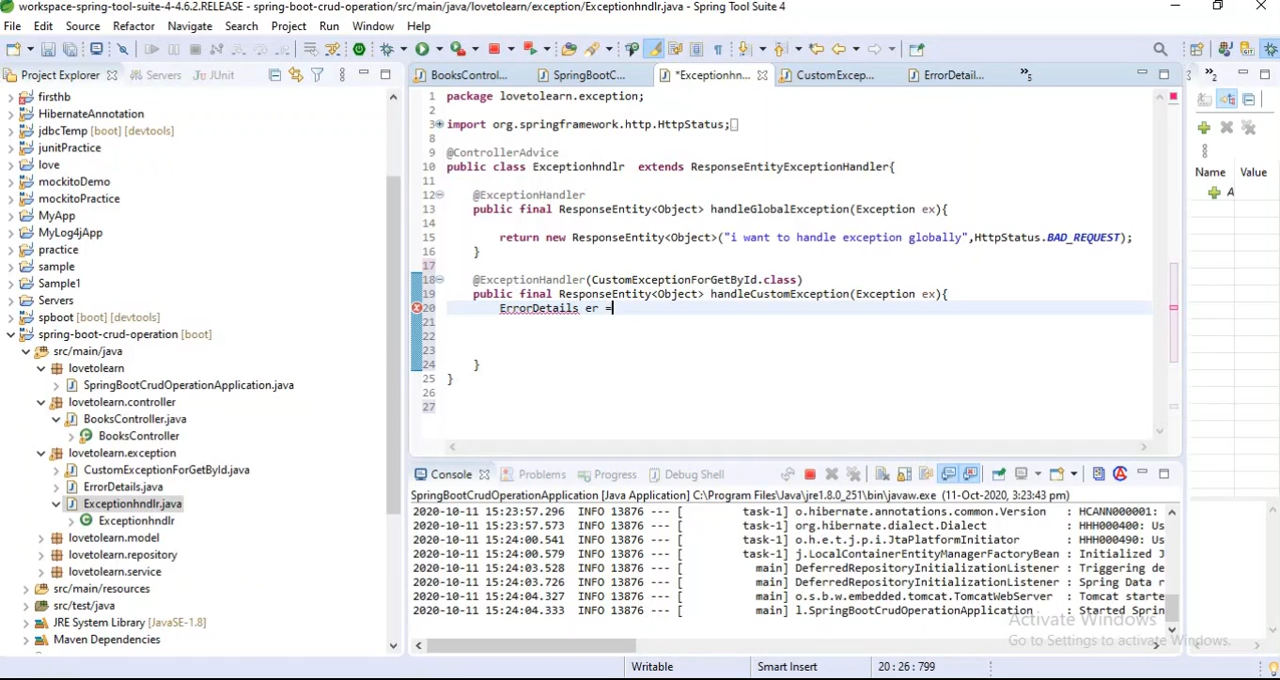 workspace-spring-tool-suite-4-4.6.2.RELEASE - spring-boot-crud-operation/src/main/java/lovetolearn/exception/Exceptionhndlr.java - Spring Tool Suite 4
File Edit Source Refactor Navigate Search Project Run Window Help
Project Explorer Servers JUnit
BooksControl... SpringBootC... *Exceptionhn... CustomExcep... ErrorDetail... »5
»2
firsthb
HibernateAnnotation
jdbcTemp [boot] [devtools]
junitPractice
love
mockitoDemo
mockitoPractice
MyApp
MyLog4jApp
practice
sample
Sample1
Servers
spboot [boot] [devtools]
spring-boot-crud-operation [boot]
src/main/java
lovetolearn
SpringBootCrudOperationApplication.java
lovetolearn.controller
BooksController.java
BooksController
lovetolearn.exception
CustomExceptionForGetById.java
ErrorDetails.java
Exceptionhndlr.java
Exceptionhndlr
lovetolearn.model
lovetolearn.repository
lovetolearn.service
src/main/resources
src/test/java
JRE System Library [JavaSE-1.8]
Maven Dependencies
1 package lovetolearn.exception;
2
3 import org.springframework.http.HttpStatus;
8
9 @ControllerAdvice
10 public class Exceptionhndlr extends ResponseEntityExceptionHandler{
11
12 @ExceptionHandler
13 public final ResponseEntity<Object> handleGlobalException(Exception ex){
14
15 return new ResponseEntity<Object>("i want to handle exception globally",HttpStatus.BAD_REQUEST);
16 }
17
18 @ExceptionHandler(CustomExceptionForGetById.class)
19 public final ResponseEntity<Object> handleCustomException(Exception ex){
20 ErrorDetails er =
21
22
23
24 }
25 }
26
27
Name Value
A
Console Problems Progress Debug Shell
SpringBootCrudOperationApplication [Java Application] C:\Program Files\Java\jre1.8.0_251\bin\javaw.exe (11-Oct-2020, 3:23:43 pm)
2020-10-11 15:23:57.296 INFO 13876 --- [ task-1] o.hibernate.annotations.common.Version : HCANN000001:
2020-10-11 15:23:57.573 INFO 13876 --- [ task-1] org.hibernate.dialect.Dialect : HHH000400: Us
2020-10-11 15:24:00.541 INFO 13876 --- [ task-1] o.h.e.t.j.p.i.JtaPlatformInitiator : HHH000490: Us
2020-10-11 15:24:00.579 INFO 13876 --- [ task-1] j.LocalContainerEntityManagerFactoryBean : Initialized J
2020-10-11 15:24:03.528 INFO 13876 --- [ main] DeferredRepositoryInitializationListener : Triggering de
2020-10-11 15:24:03.726 INFO 13876 --- [ main] DeferredRepositoryInitializationListener : Spring Data r
2020-10-11 15:24:04.327 INFO 13876 --- [ main] o.s.b.w.embedded.tomcat.TomcatWebServer : Tomcat starte
2020-10-11 15:24:04.333 INFO 13876 --- [ main] l.SpringBootCrudOperationApplication : Started Sprin
Activate Windows
Go to Settings to activate Windows.
Writable Smart Insert 20 : 26 : 799